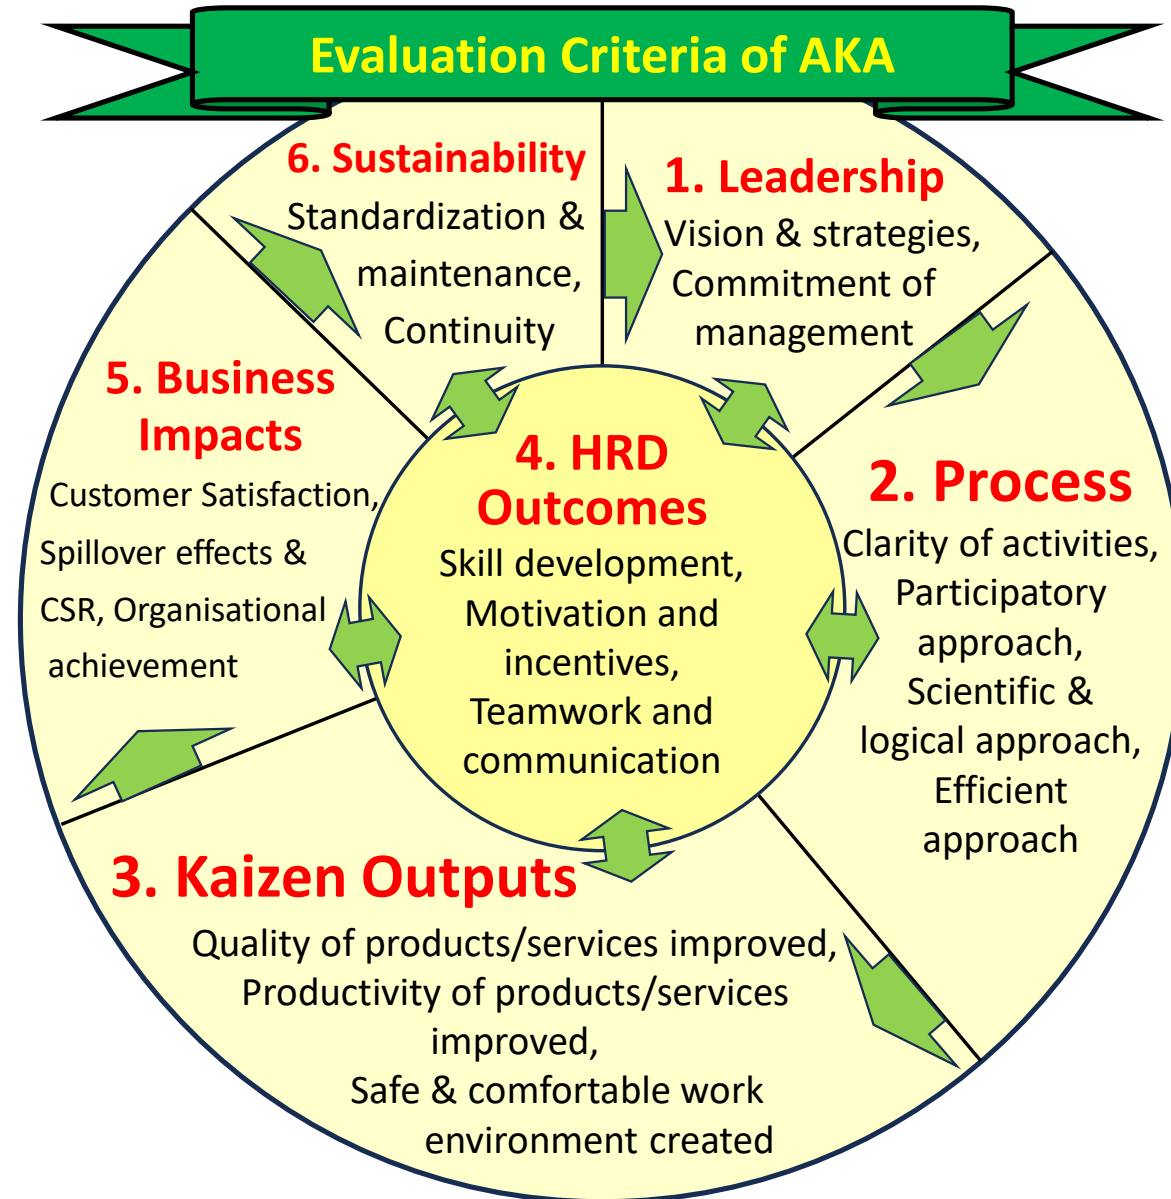 Evaluation Criteria of AKA
1. Leadership
Vision & strategies,
Commitment of
management
2. Process
Clarity of activities,
Participatory
approach,
Scientific &
logical approach,
Efficient
approach
3. Kaizen Outputs
Quality of products/services improved,
Productivity of products/services
improved,
Safe & comfortable work
environment created
4. HRD
Outcomes
Skill development,
Motivation and
incentives,
Teamwork and
communication
5. Business
Impacts
Customer Satisfaction,
Spillover effects &
CSR, Organisational
achievement
6. Sustainability
Standardization &
maintenance,
Continuity